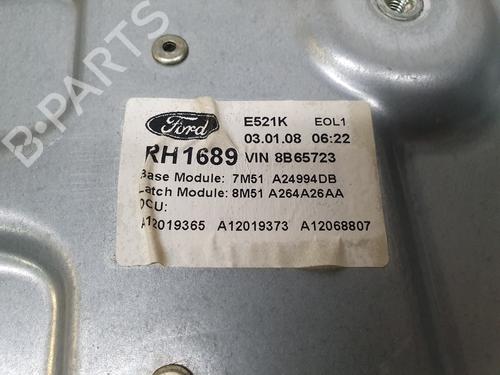 B-PARTS
Ford
E521K EOL1
03.01.08 06:22
RH1689 VIN 8B65723
Base Module: 7M51 A24994DB
Latch Module: 8M51 A264A26AA
DCU:
A12019365 A12019373 A12068807